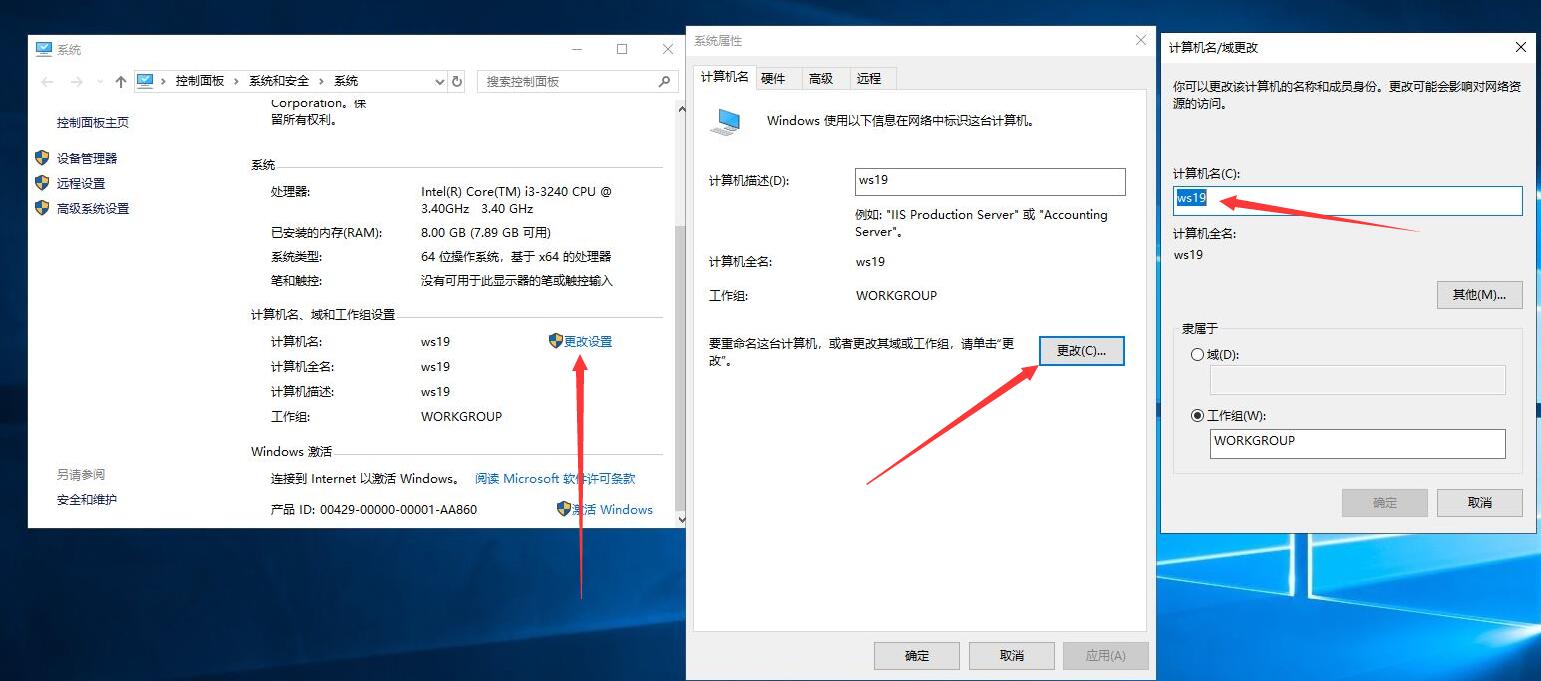 系统
控制面板 › 系统和安全 › 系统
搜索控制面板
控制面板主页
设备管理器
远程设置
高级系统设置
另请参阅
安全和维护
Corporation。保
留所有权利。
系统
处理器: Intel(R) Core(TM) i3-3240 CPU @
3.40GHz 3.40 GHz
已安装的内存(RAM): 8.00 GB (7.89 GB 可用)
系统类型: 64 位操作系统，基于 x64 的处理器
笔和触控: 没有可用于此显示器的笔或触控输入
计算机名、域和工作组设置
计算机名: ws19 更改设置
计算机全名: ws19
计算机描述: ws19
工作组: WORKGROUP
Windows 激活
连接到 Internet 以激活 Windows。 阅读 Microsoft 软件许可条款
产品 ID: 00429-00000-00001-AA860 激活 Windows
系统属性
计算机名 硬件 高级 远程
Windows 使用以下信息在网络中标识这台计算机。
计算机描述(D): ws19
例如: "IIS Production Server" 或 "Accounting
Server"。
计算机全名: ws19
工作组: WORKGROUP
要重命名这台计算机，或者更改其域或工作组，请单击"更
改"。
更改(C)...
确定 取消 应用(A)
计算机名/域更改
你可以更改该计算机的名称和成员身份。更改可能会影响对网络资
源的访问。
计算机名(C):
ws19
计算机全名:
ws19
其他(M)...
隶属于
域(D):
工作组(W):
WORKGROUP
确定 取消